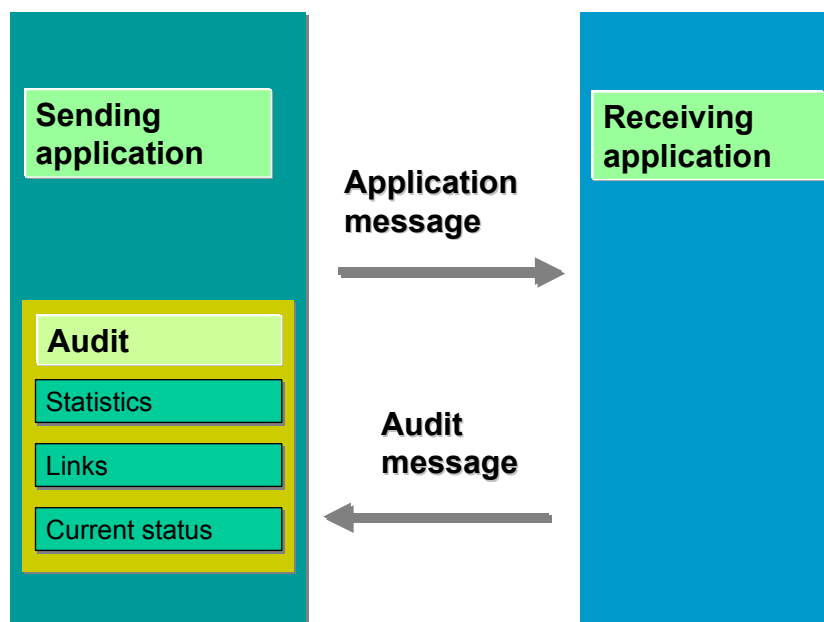 Sending
application
Receiving
application
Application
message
Audit
Statistics
Links
Current status
Audit
message